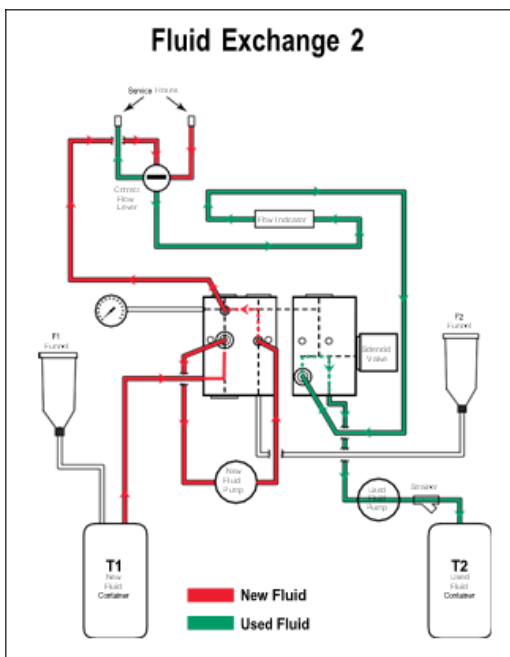 Fluid Exchange 2
Service Hoses
Correct
Flow
Lever
Flow Indicator
F1
Funnel
F2
Funnel
Solenoid
Valve
New
Fluid
Pump
Used
Fluid
Pump
Strainer
T1
New
Fluid
Container
T2
Used
Fluid
Container
New Fluid
Used Fluid